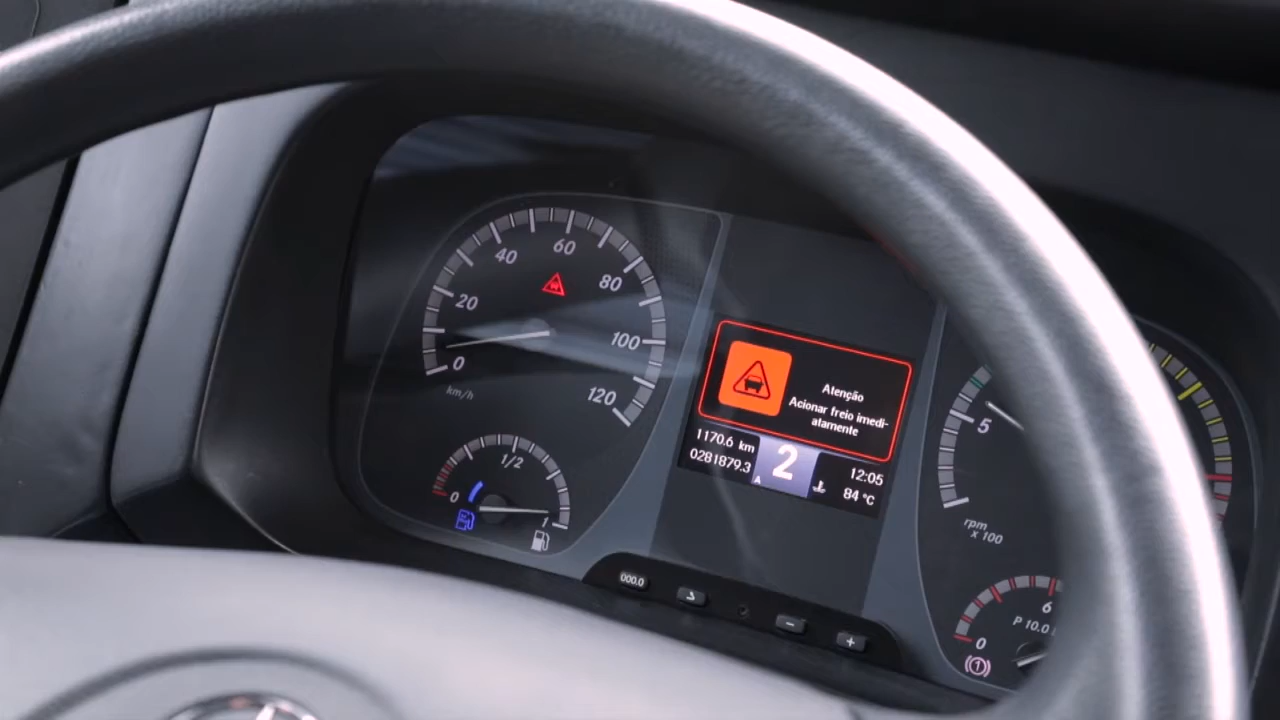 0
20
40
60
80
100
120
km/h
0
1/2
1
Atenção
Acionar freio imedi-
atamente
1170.6 km
0281879.3
A
2
12:05
84 °C
000.0
-
+
5
rpm
x 100
0
6
P 10.0